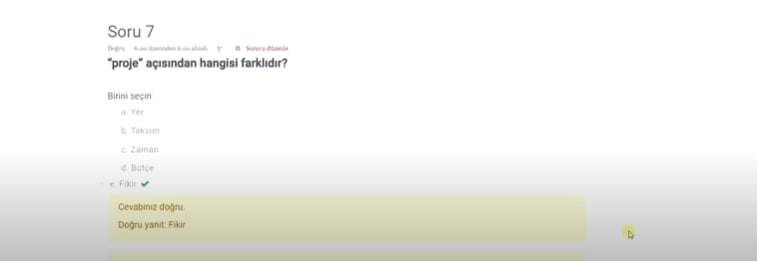 Soru 7
Doğru 6.00 üzerinden 6.00 alındı Soruyu düzenle
"proje" açısından hangisi farklıdır?
Birini seçin:
a. Yer
b. Takvim
c. Zaman
d. Bütçe
e. Fikir
Cevabınız doğru.
Doğru yanıt: Fikir